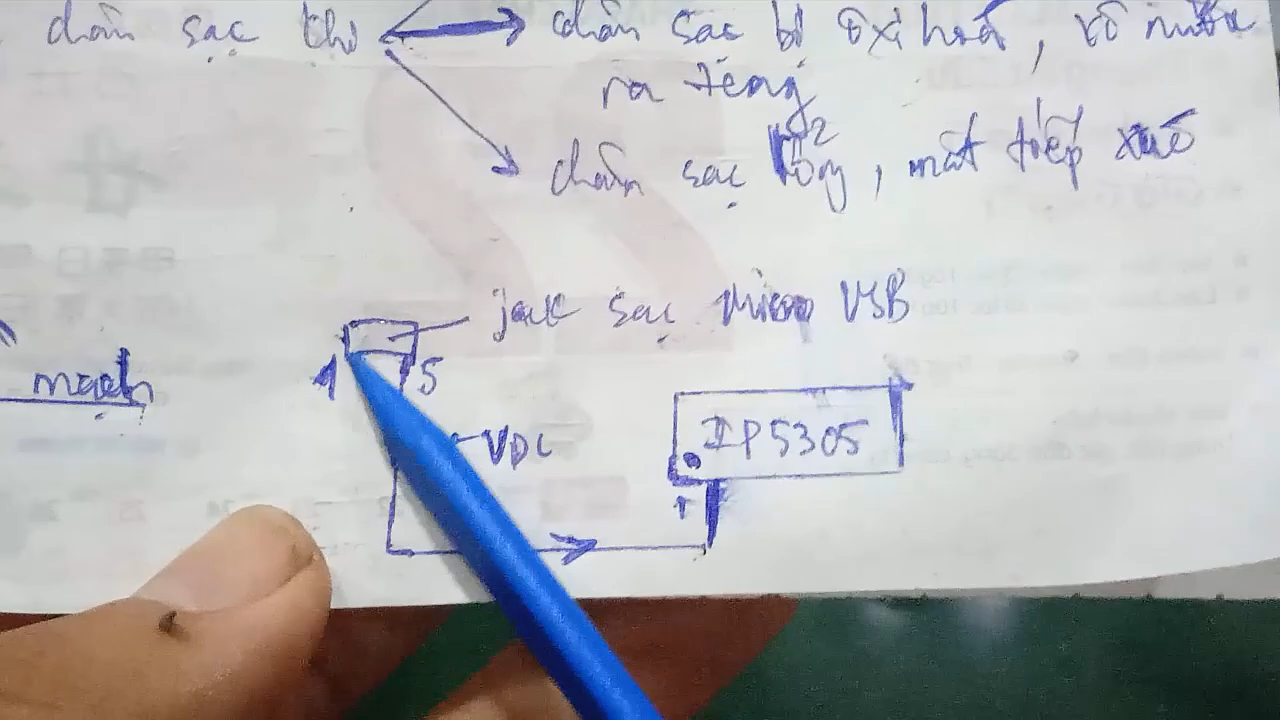 chân sạc thì chân sạc bị ôxi hoá, vô nước
ra teng
chân sạc lỏng, mất tiếp xúc
jack sạc Micro USB
mạch
1 5
VDC
IP5305
1